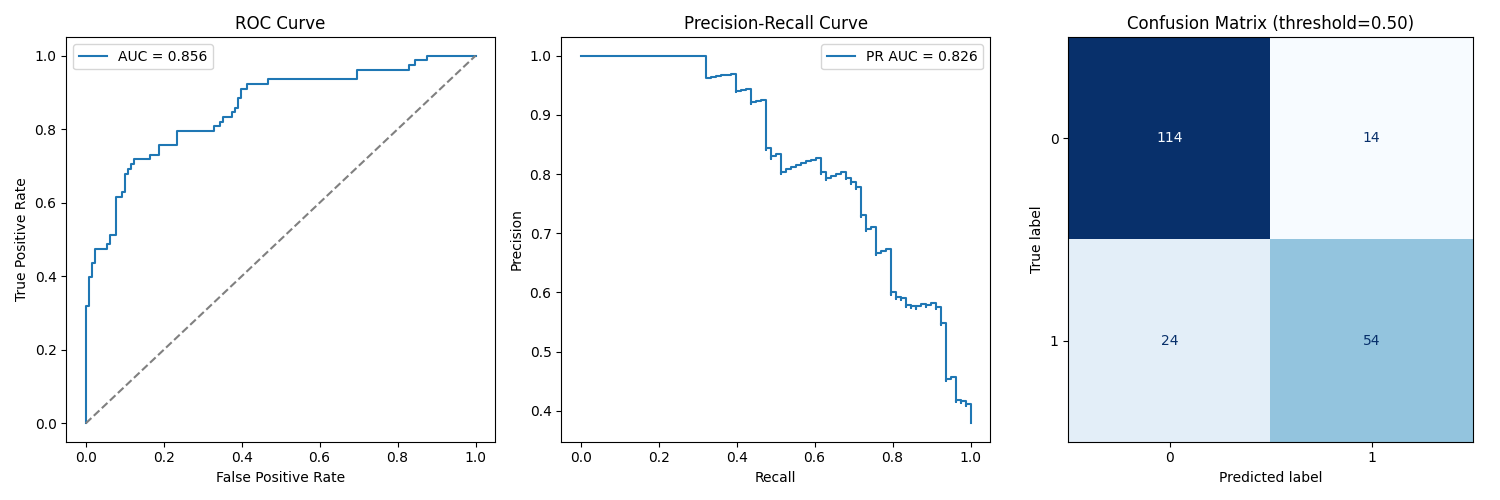 ROC Curve
AUC = 0.856
True Positive Rate
1.0
0.8
0.6
0.4
0.2
0.0
0.0 0.2 0.4 0.6 0.8 1.0
False Positive Rate
Precision-Recall Curve
PR AUC = 0.826
Precision
1.0
0.9
0.8
0.7
0.6
0.5
0.4
0.0 0.2 0.4 0.6 0.8 1.0
Recall
Confusion Matrix (threshold=0.50)
True label
0
114 14
1
24 54
0 1
Predicted label